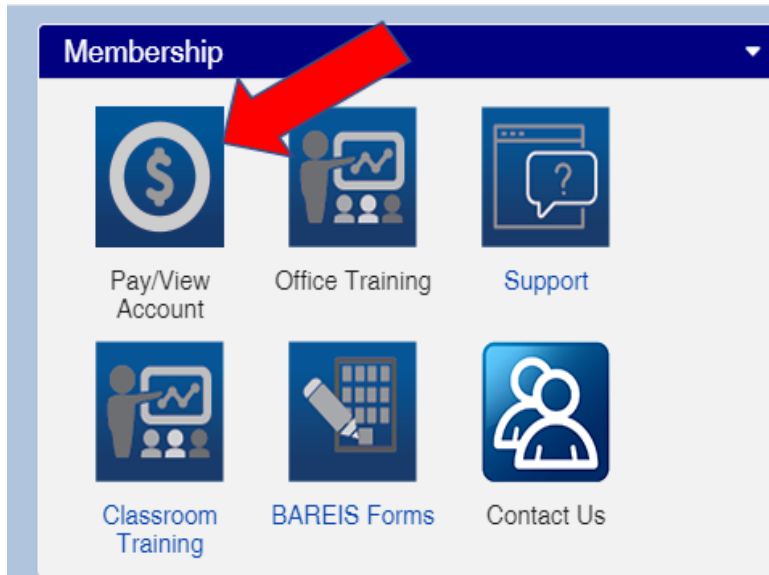 Membership
$
?
Pay/View
Account
Office Training
Support
Classroom
Training
BAREIS Forms
Contact Us